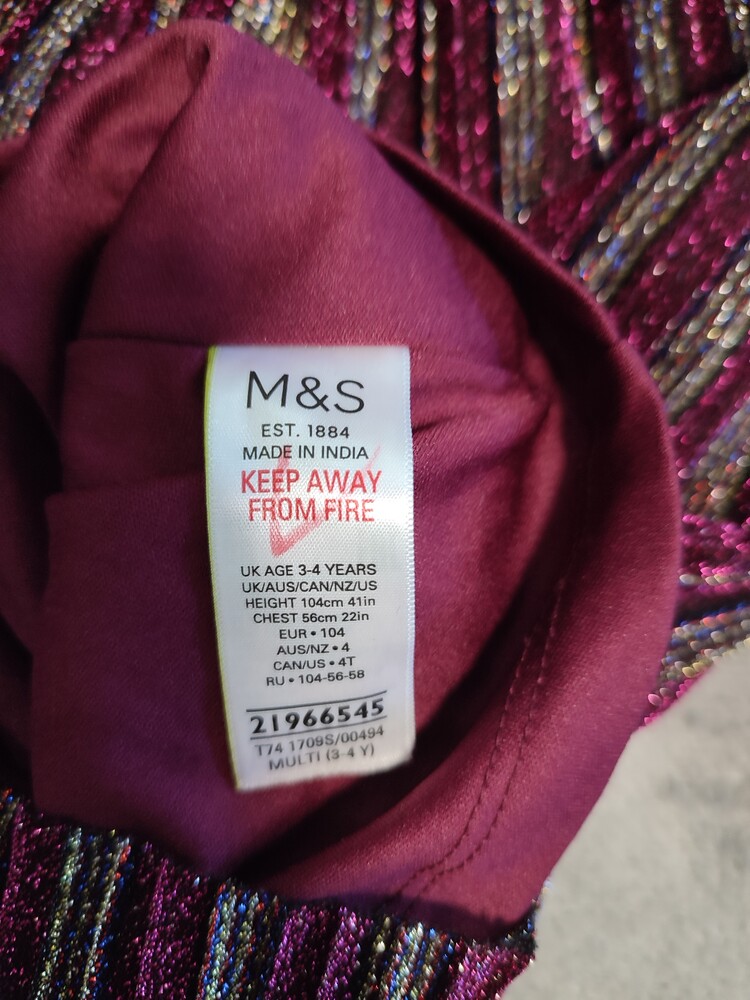 M&S
EST. 1884
MADE IN INDIA
KEEP AWAY
FROM FIRE
UK AGE 3-4 YEARS
UK/AUS/CAN/NZ/US
HEIGHT 104cm 41in
CHEST 56cm 22in
EUR • 104
AUS/NZ • 4
CAN/US • 4T
RU • 104-56-58
21966545
T74 1709S/00494
MULTI (3-4 Y)